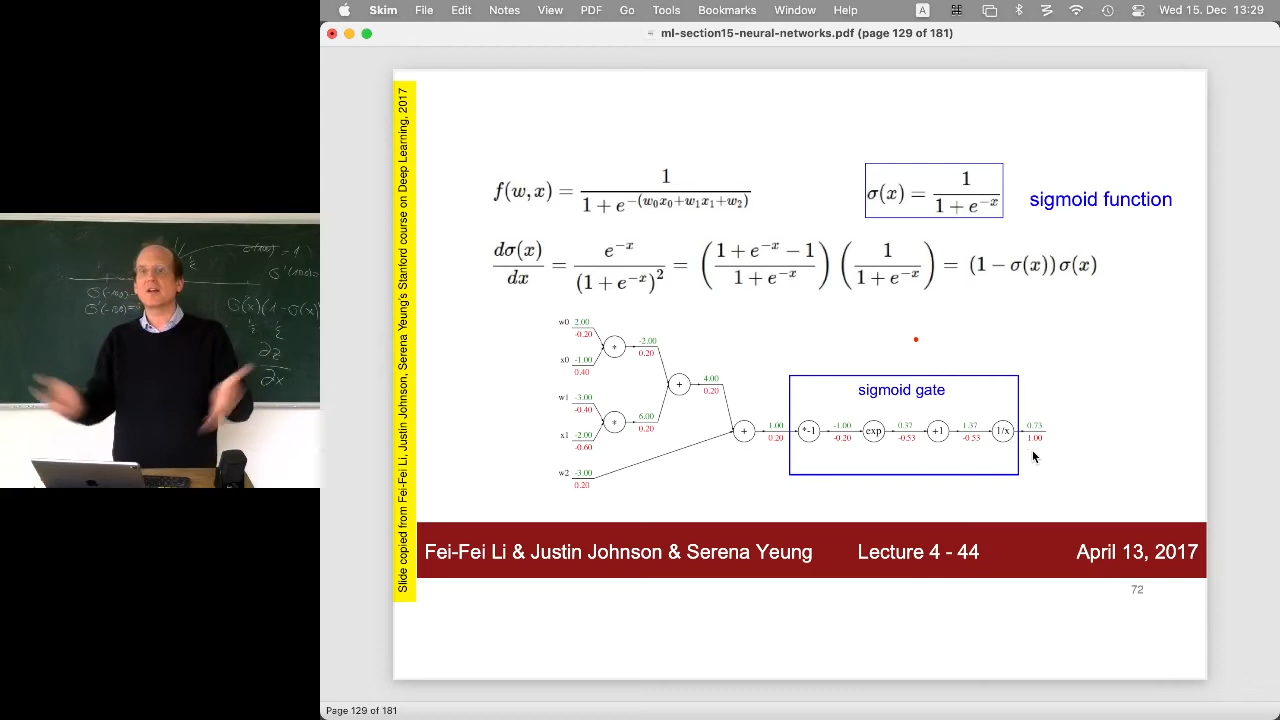 Skim File Edit Notes View PDF Go Tools Bookmarks Window Help A Wed 15. Dec 13:29
ml-section15-neural-networks.pdf (page 129 of 181)
Slide copied from Fei-Fei Li, Justin Johnson, Serena Yeung's Stanford course on Deep Learning, 2017
f(w,x) = 1 / (1 + e^{-(w₀x₀+w₁x₁+w₂)})
σ(x) = 1 / (1 + e^{-x})
sigmoid function
dσ(x)/dx = e^{-x} / (1 + e^{-x})² = ((1 + e^{-x} − 1) / (1 + e^{-x})) (1 / (1 + e^{-x})) = (1 − σ(x)) σ(x)
w0 2.00
-0.20
* -2.00
0.20
x0 -1.00
0.40
+ 4.00
0.20
w1 -3.00
-0.40
* 6.00
0.20
x1 -2.00
-0.60
w2 -3.00
0.20
+ 1.00
0.20
sigmoid gate
*-1 -1.00 exp 0.37 +1 1.37 1/x 0.73
-0.20 -0.53 -0.53 1.00
Fei-Fei Li & Justin Johnson & Serena Yeung Lecture 4 - 44 April 13, 2017
72
Page 129 of 181
σ(x)(1-σ(x)
½ ½
∂z
∂x